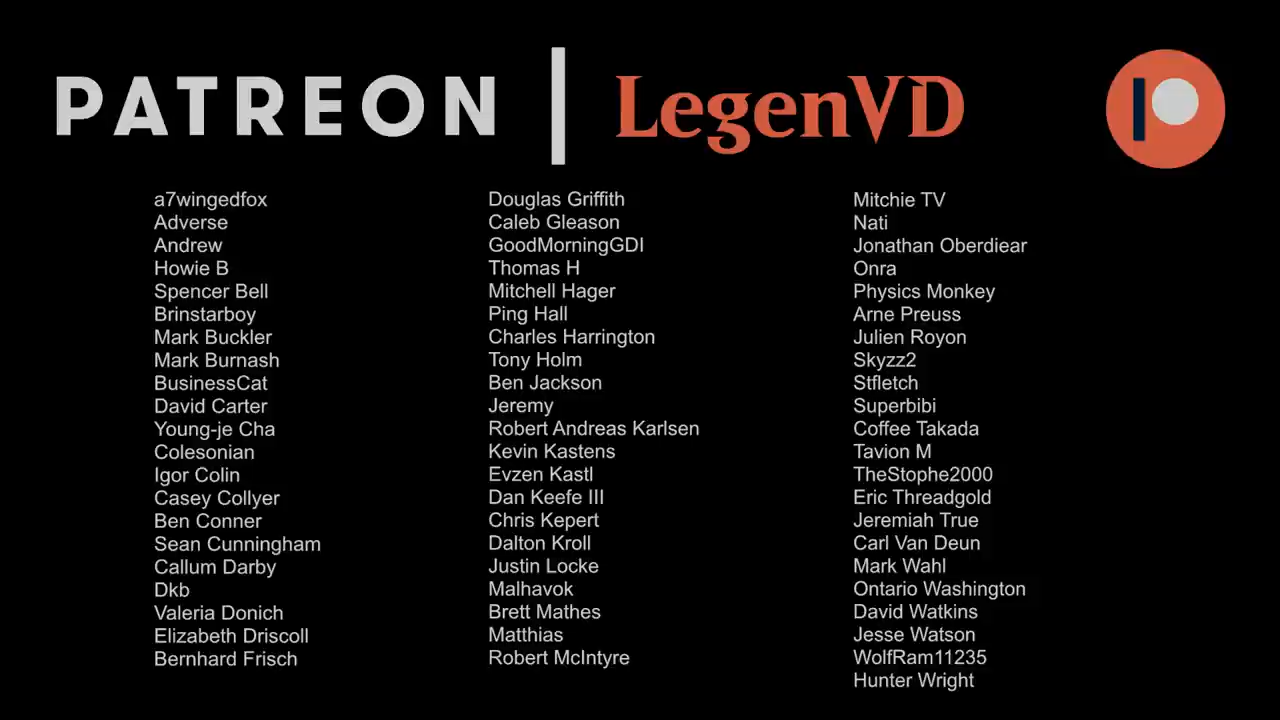 PATREON | LegenVD
a7wingedfox
Adverse
Andrew
Howie B
Spencer Bell
Brinstarboy
Mark Buckler
Mark Burnash
BusinessCat
David Carter
Young-je Cha
Colesonian
Igor Colin
Casey Collyer
Ben Conner
Sean Cunningham
Callum Darby
Dkb
Valeria Donich
Elizabeth Driscoll
Bernhard Frisch
Douglas Griffith
Caleb Gleason
GoodMorningGDI
Thomas H
Mitchell Hager
Ping Hall
Charles Harrington
Tony Holm
Ben Jackson
Jeremy
Robert Andreas Karlsen
Kevin Kastens
Evzen Kastl
Dan Keefe III
Chris Kepert
Dalton Kroll
Justin Locke
Malhavok
Brett Mathes
Matthias
Robert McIntyre
Mitchie TV
Nati
Jonathan Oberdiear
Onra
Physics Monkey
Arne Preuss
Julien Royon
Skyzz2
Stfletch
Superbibi
Coffee Takada
Tavion M
TheStophe2000
Eric Threadgold
Jeremiah True
Carl Van Deun
Mark Wahl
Ontario Washington
David Watkins
Jesse Watson
WolfRam11235
Hunter Wright